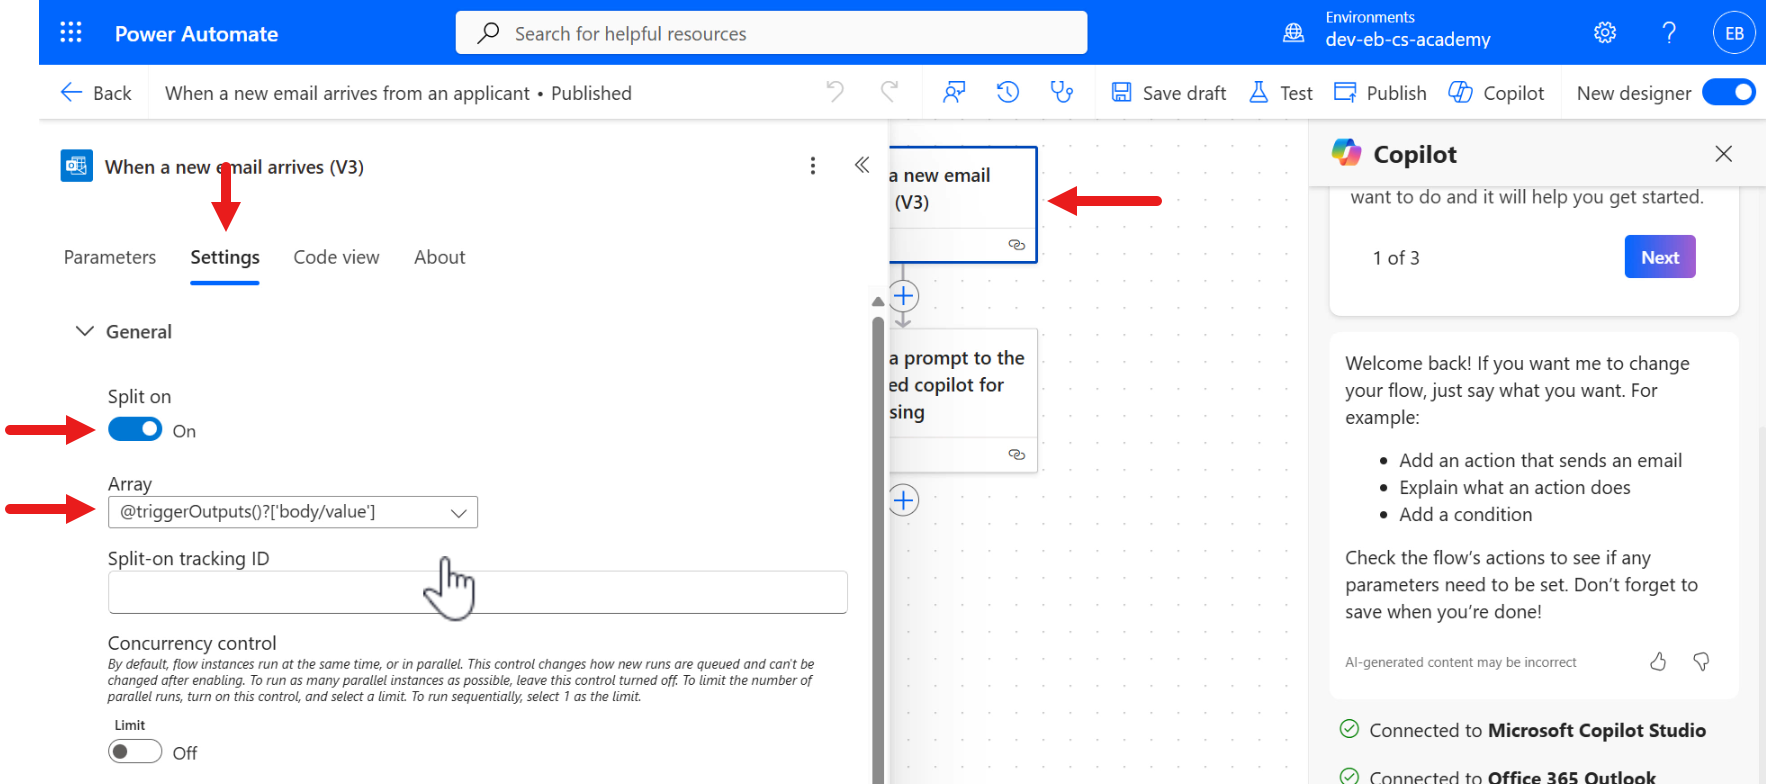 Power Automate
Search for helpful resources
Environments
dev-eb-cs-academy
EB
Back
When a new email arrives from an applicant • Published
Save draft
Test
Publish
Copilot
New designer
When a new email arrives (V3)
Parameters
Settings
Code view
About
General
Split on
On
Array
@triggerOutputs()?['body/value']
Split-on tracking ID
Concurrency control
By default, flow instances run at the same time, or in parallel. This control changes how new runs are queued and can't be
changed after enabling. To run as many parallel instances as possible, leave this control turned off. To limit the number of
parallel runs, turn on this control, and select a limit. To run sequentially, select 1 as the limit.
Limit
Off
a new email
(V3)
a prompt to the
ed copilot for
sing
Copilot
want to do and it will help you get started.
1 of 3
Next
Welcome back! If you want me to change
your flow, just say what you want. For
example:
• Add an action that sends an email
• Explain what an action does
• Add a condition
Check the flow's actions to see if any
parameters need to be set. Don't forget to
save when you're done!
AI-generated content may be incorrect
Connected to Microsoft Copilot Studio
Connected to Office 365 Outlook